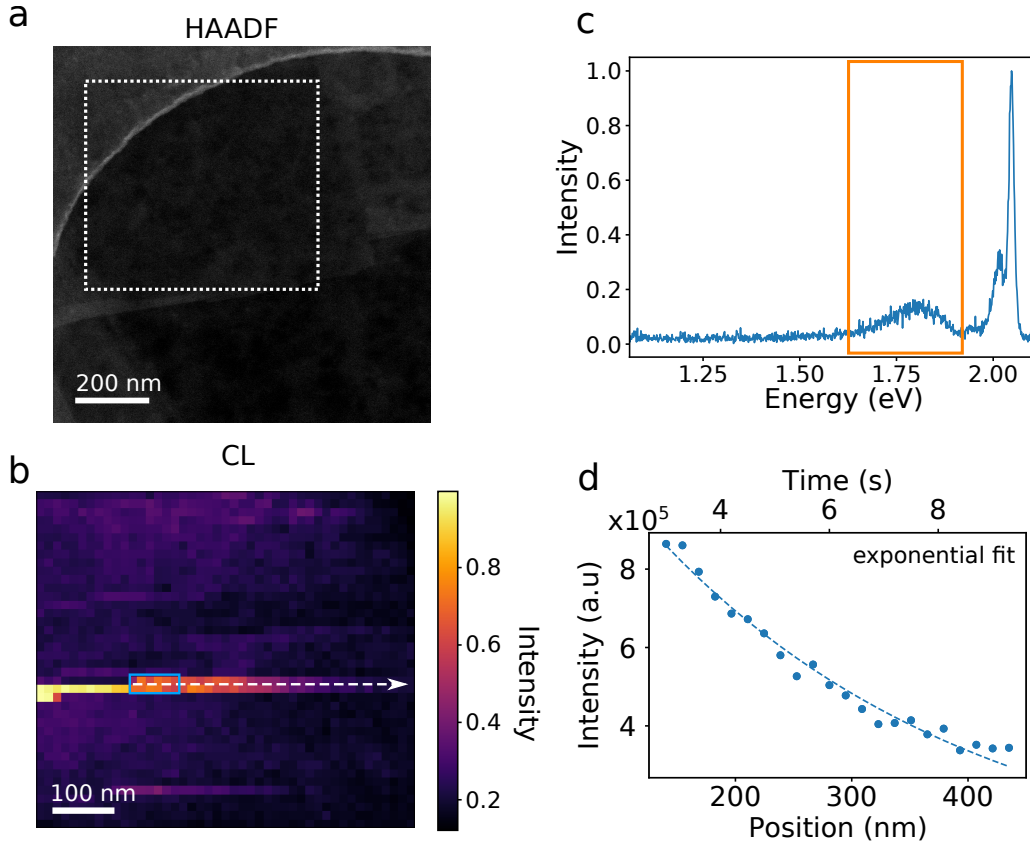 a
HAADF
200 nm
b
CL
100 nm
0.8
0.6
0.4
0.2
Intensity
c
1.0
0.8
0.6
0.4
0.2
0.0
Intensity
1.25
1.50
1.75
2.00
Energy (eV)
d
Time (s)
4
6
8
x10⁵
exponential fit
8
6
4
Intensity (a.u)
200
300
400
Position (nm)